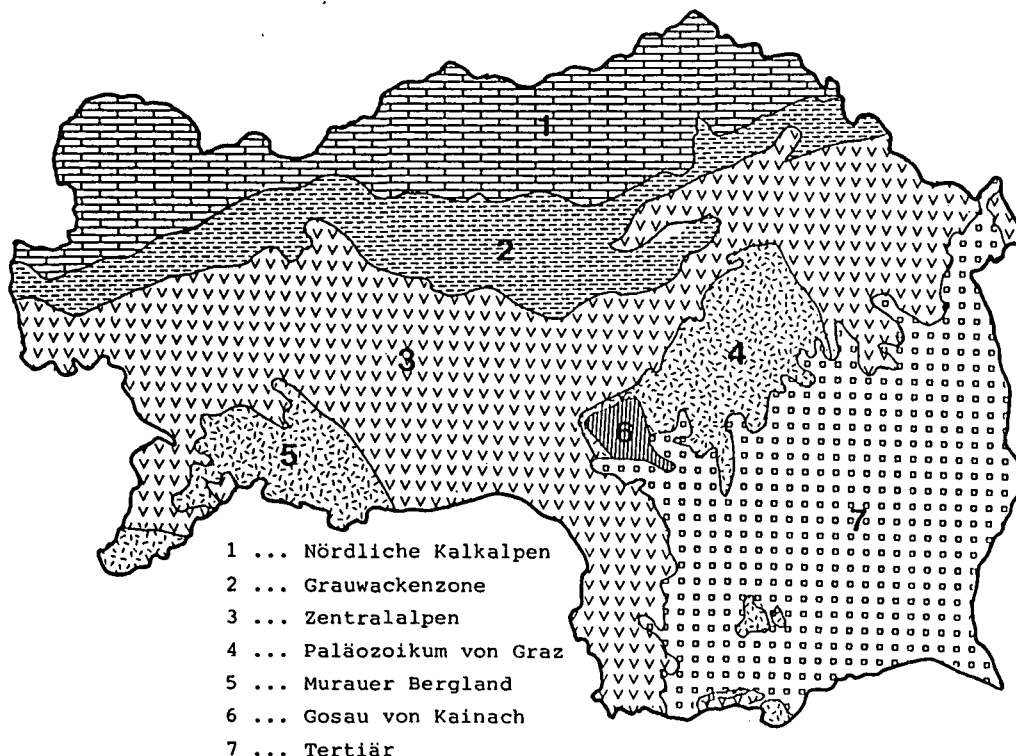 1
2
3
4
5
6
7
1 ... Nördliche Kalkalpen
2 ... Grauwackenzone
3 ... Zentralalpen
4 ... Paläozoikum von Graz
5 ... Murauer Bergland
6 ... Gosau von Kainach
7 ... Tertiär